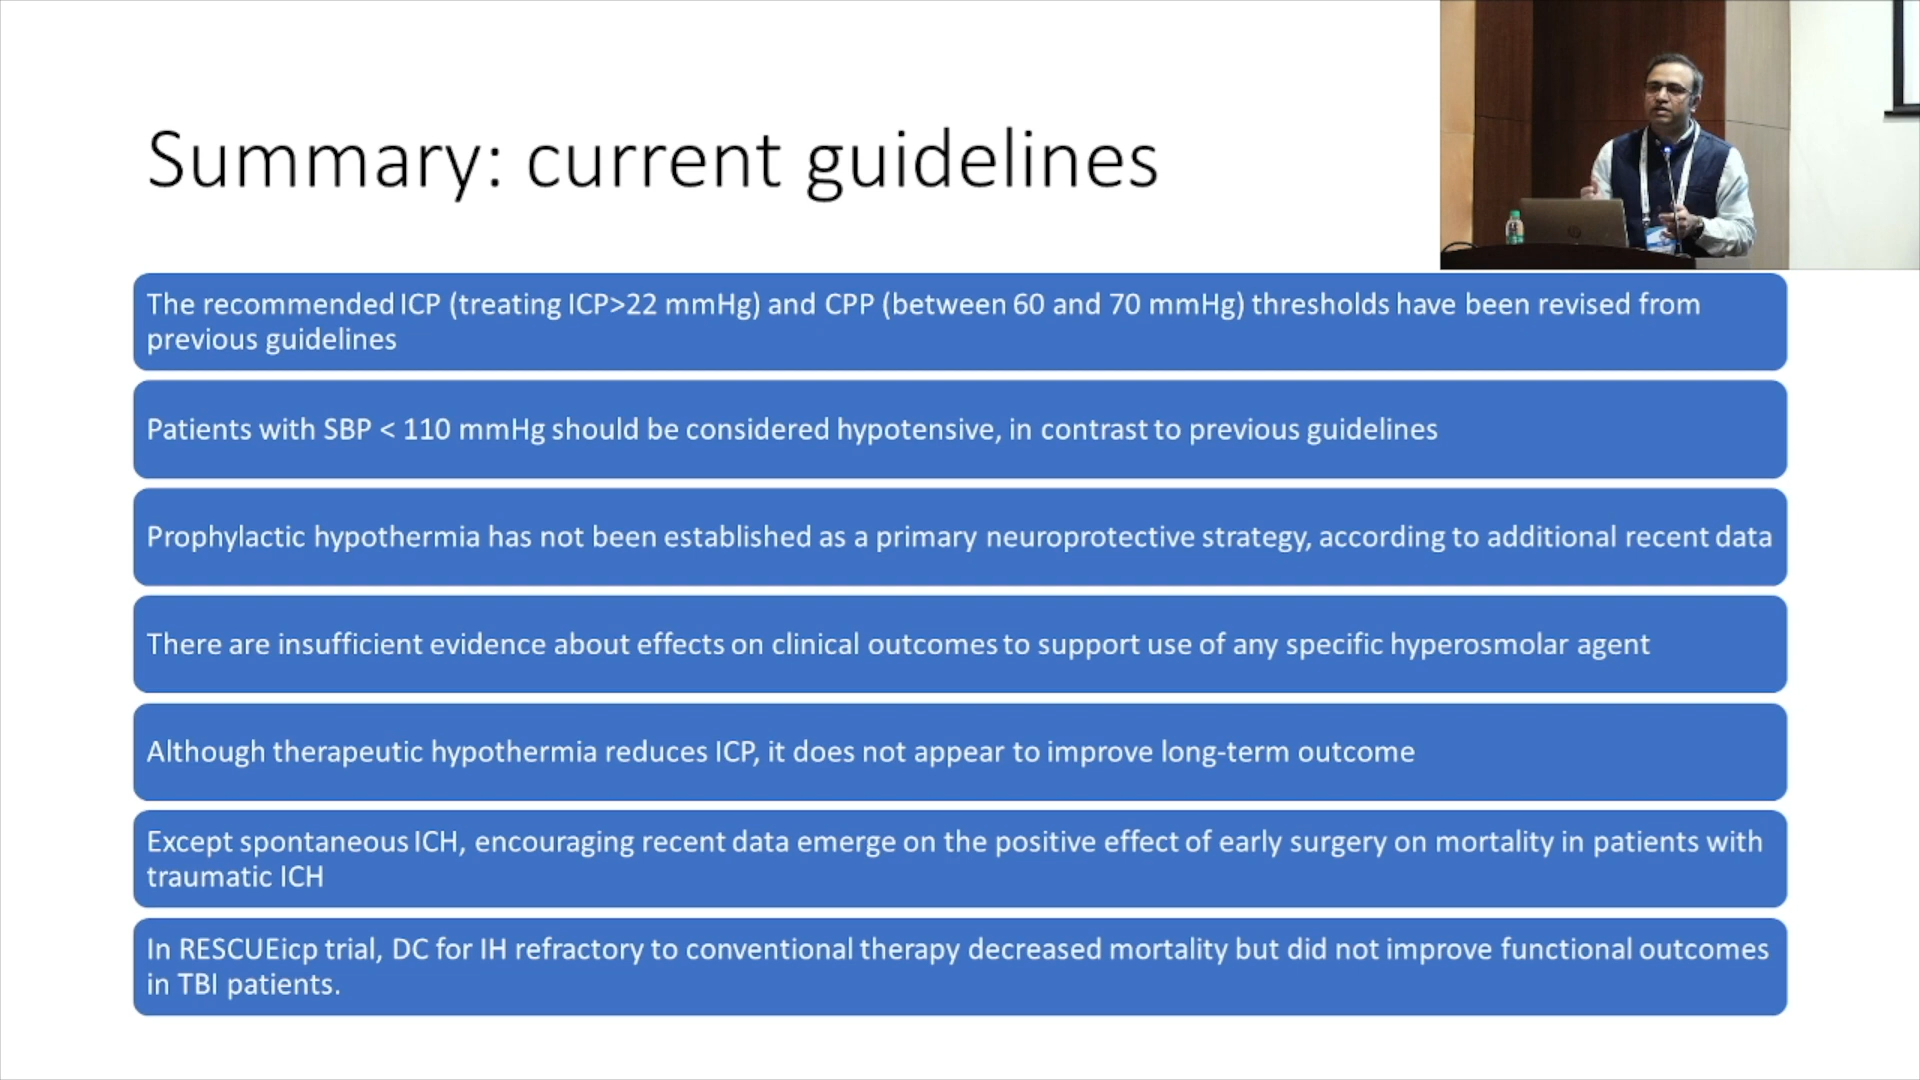 Summary: current guidelines
The recommended ICP (treating ICP>22 mmHg) and CPP (between 60 and 70 mmHg) thresholds have been revised from
previous guidelines
Patients with SBP < 110 mmHg should be considered hypotensive, in contrast to previous guidelines
Prophylactic hypothermia has not been established as a primary neuroprotective strategy, according to additional recent data
There are insufficient evidence about effects on clinical outcomes to support use of any specific hyperosmolar agent
Although therapeutic hypothermia reduces ICP, it does not appear to improve long-term outcome
Except spontaneous ICH, encouraging recent data emerge on the positive effect of early surgery on mortality in patients with
traumatic ICH
In RESCUEicp trial, DC for IH refractory to conventional therapy decreased mortality but did not improve functional outcomes
in TBI patients.